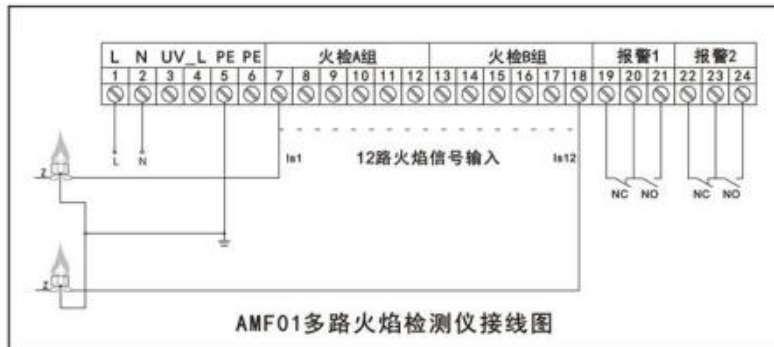 L N UV_L PE PE 火检A组 火检B组 报警1 报警2
1 2 3 4 5 6 7 8 9 10 11 12 13 14 15 16 17 18 19 20 21 22 23 24
L N Is1 12路火焰信号输入 Is12
Z
NC NO NC NO
Z
AMF01多路火焰检测仪接线图